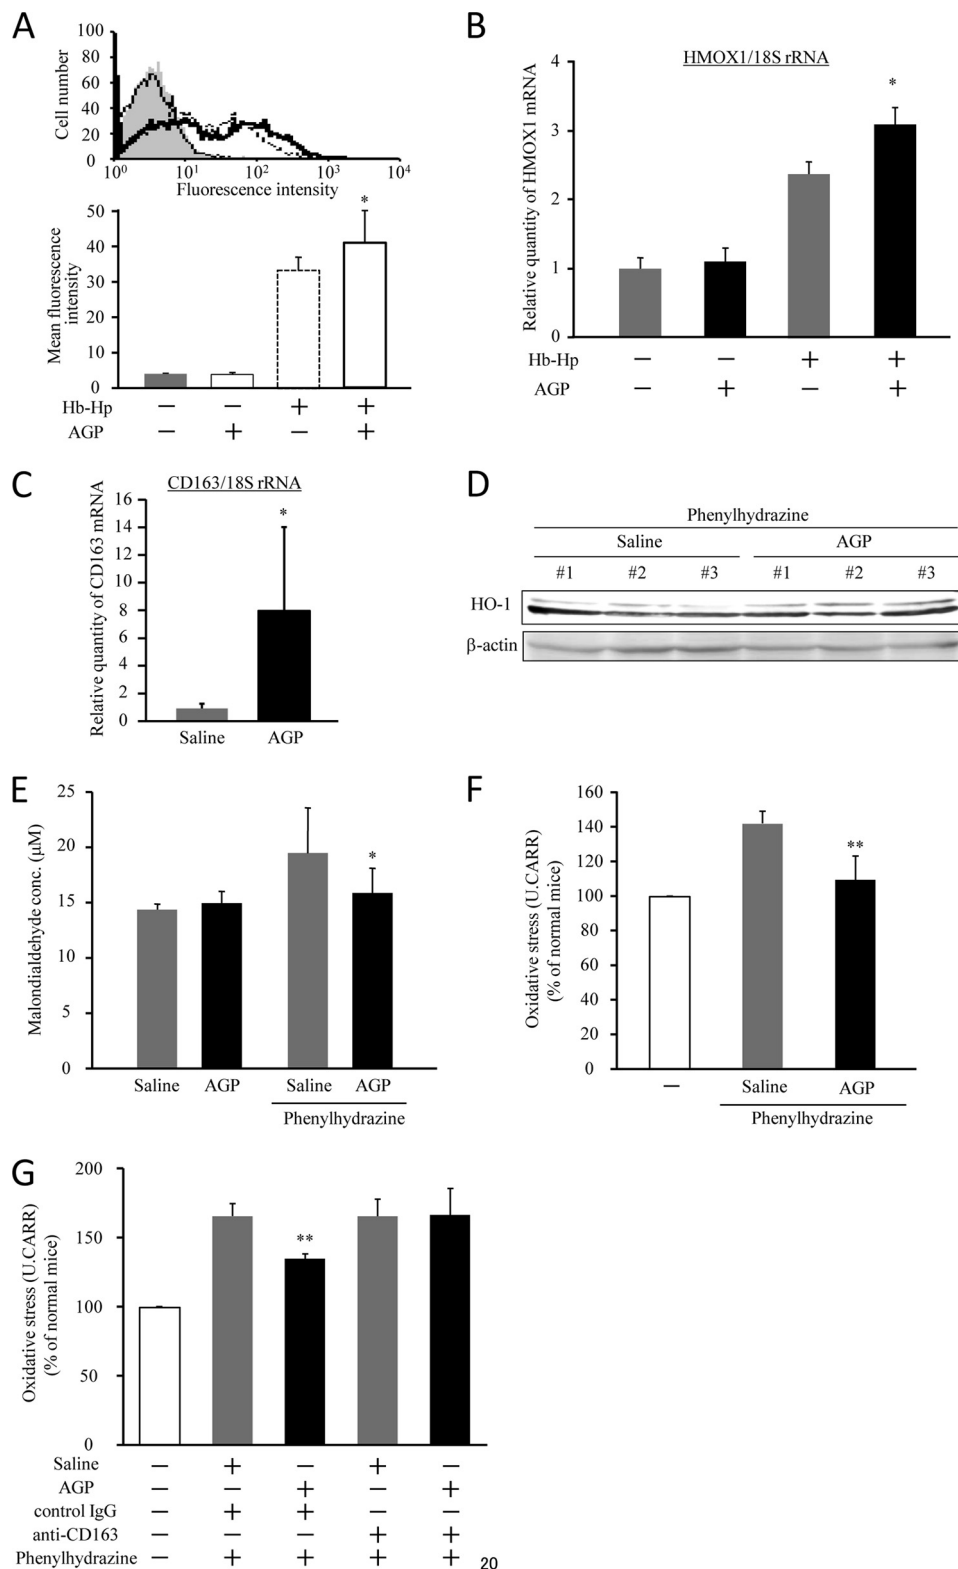 A
100
80
60
40
20
0
Cell number
10⁰ 10¹ 10² 10³ 10⁴
Fluorescence intensity
50
40
30
20
10
0
Mean fluorescence
intensity
*
Hb-Hp − − + +
AGP − + − +
B
HMOX1/18S rRNA
Relative quantity of HMOX1 mRNA
4
3
2
1
0
*
Hb-Hp − − + +
AGP − + − +
C
CD163/18S rRNA
Relative quantity of CD163 mRNA
16
14
12
10
8
6
4
2
0
*
Saline AGP
D
Phenylhydrazine
Saline AGP
#1 #2 #3 #1 #2 #3
HO-1
β-actin
E
Malondialdehyde conc. (μM)
25
20
15
10
5
0
*
Saline AGP Saline AGP
Phenylhydrazine
F
Oxidative stress (U.CARR)
(% of normal mice)
160
140
120
100
80
60
40
20
0
**
− Saline AGP
Phenylhydrazine
G
Oxidative stress (U.CARR)
(% of normal mice)
200
150
100
50
0
**
Saline − + − + −
AGP − − + − +
control IgG − + + − −
anti-CD163 − − − + +
Phenylhydrazine − + + + +
20